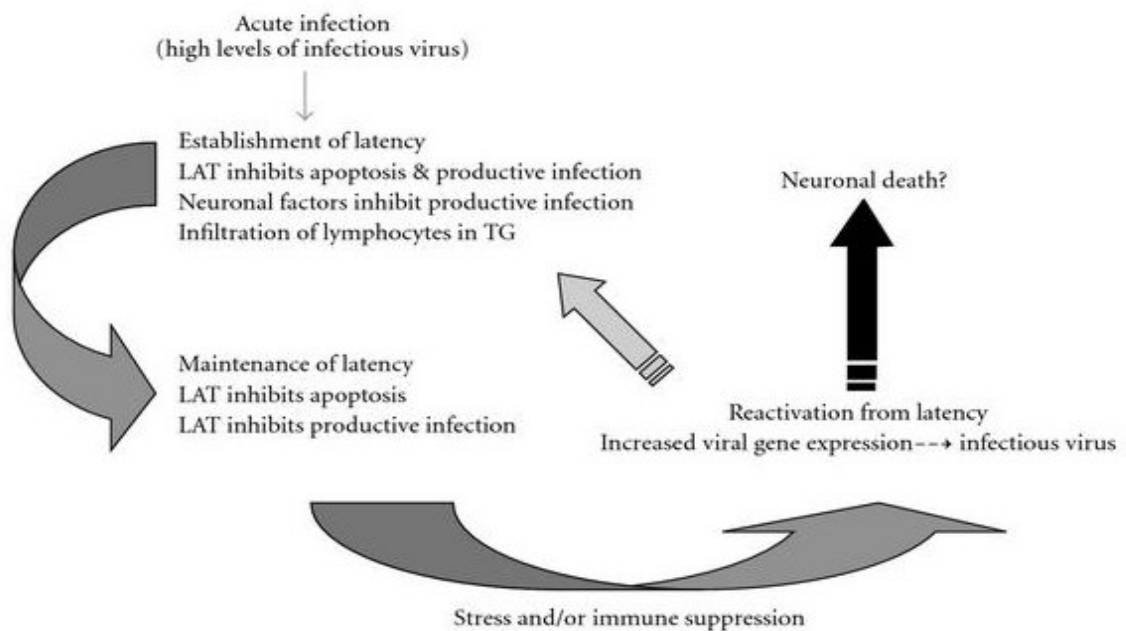 Acute infection
(high levels of infectious virus)
Establishment of latency
LAT inhibits apoptosis & productive infection
Neuronal factors inhibit productive infection
Infiltration of lymphocytes in TG
Neuronal death?
Maintenance of latency
LAT inhibits apoptosis
LAT inhibits productive infection
Reactivation from latency
Increased viral gene expression--→ infectious virus
Stress and/or immune suppression